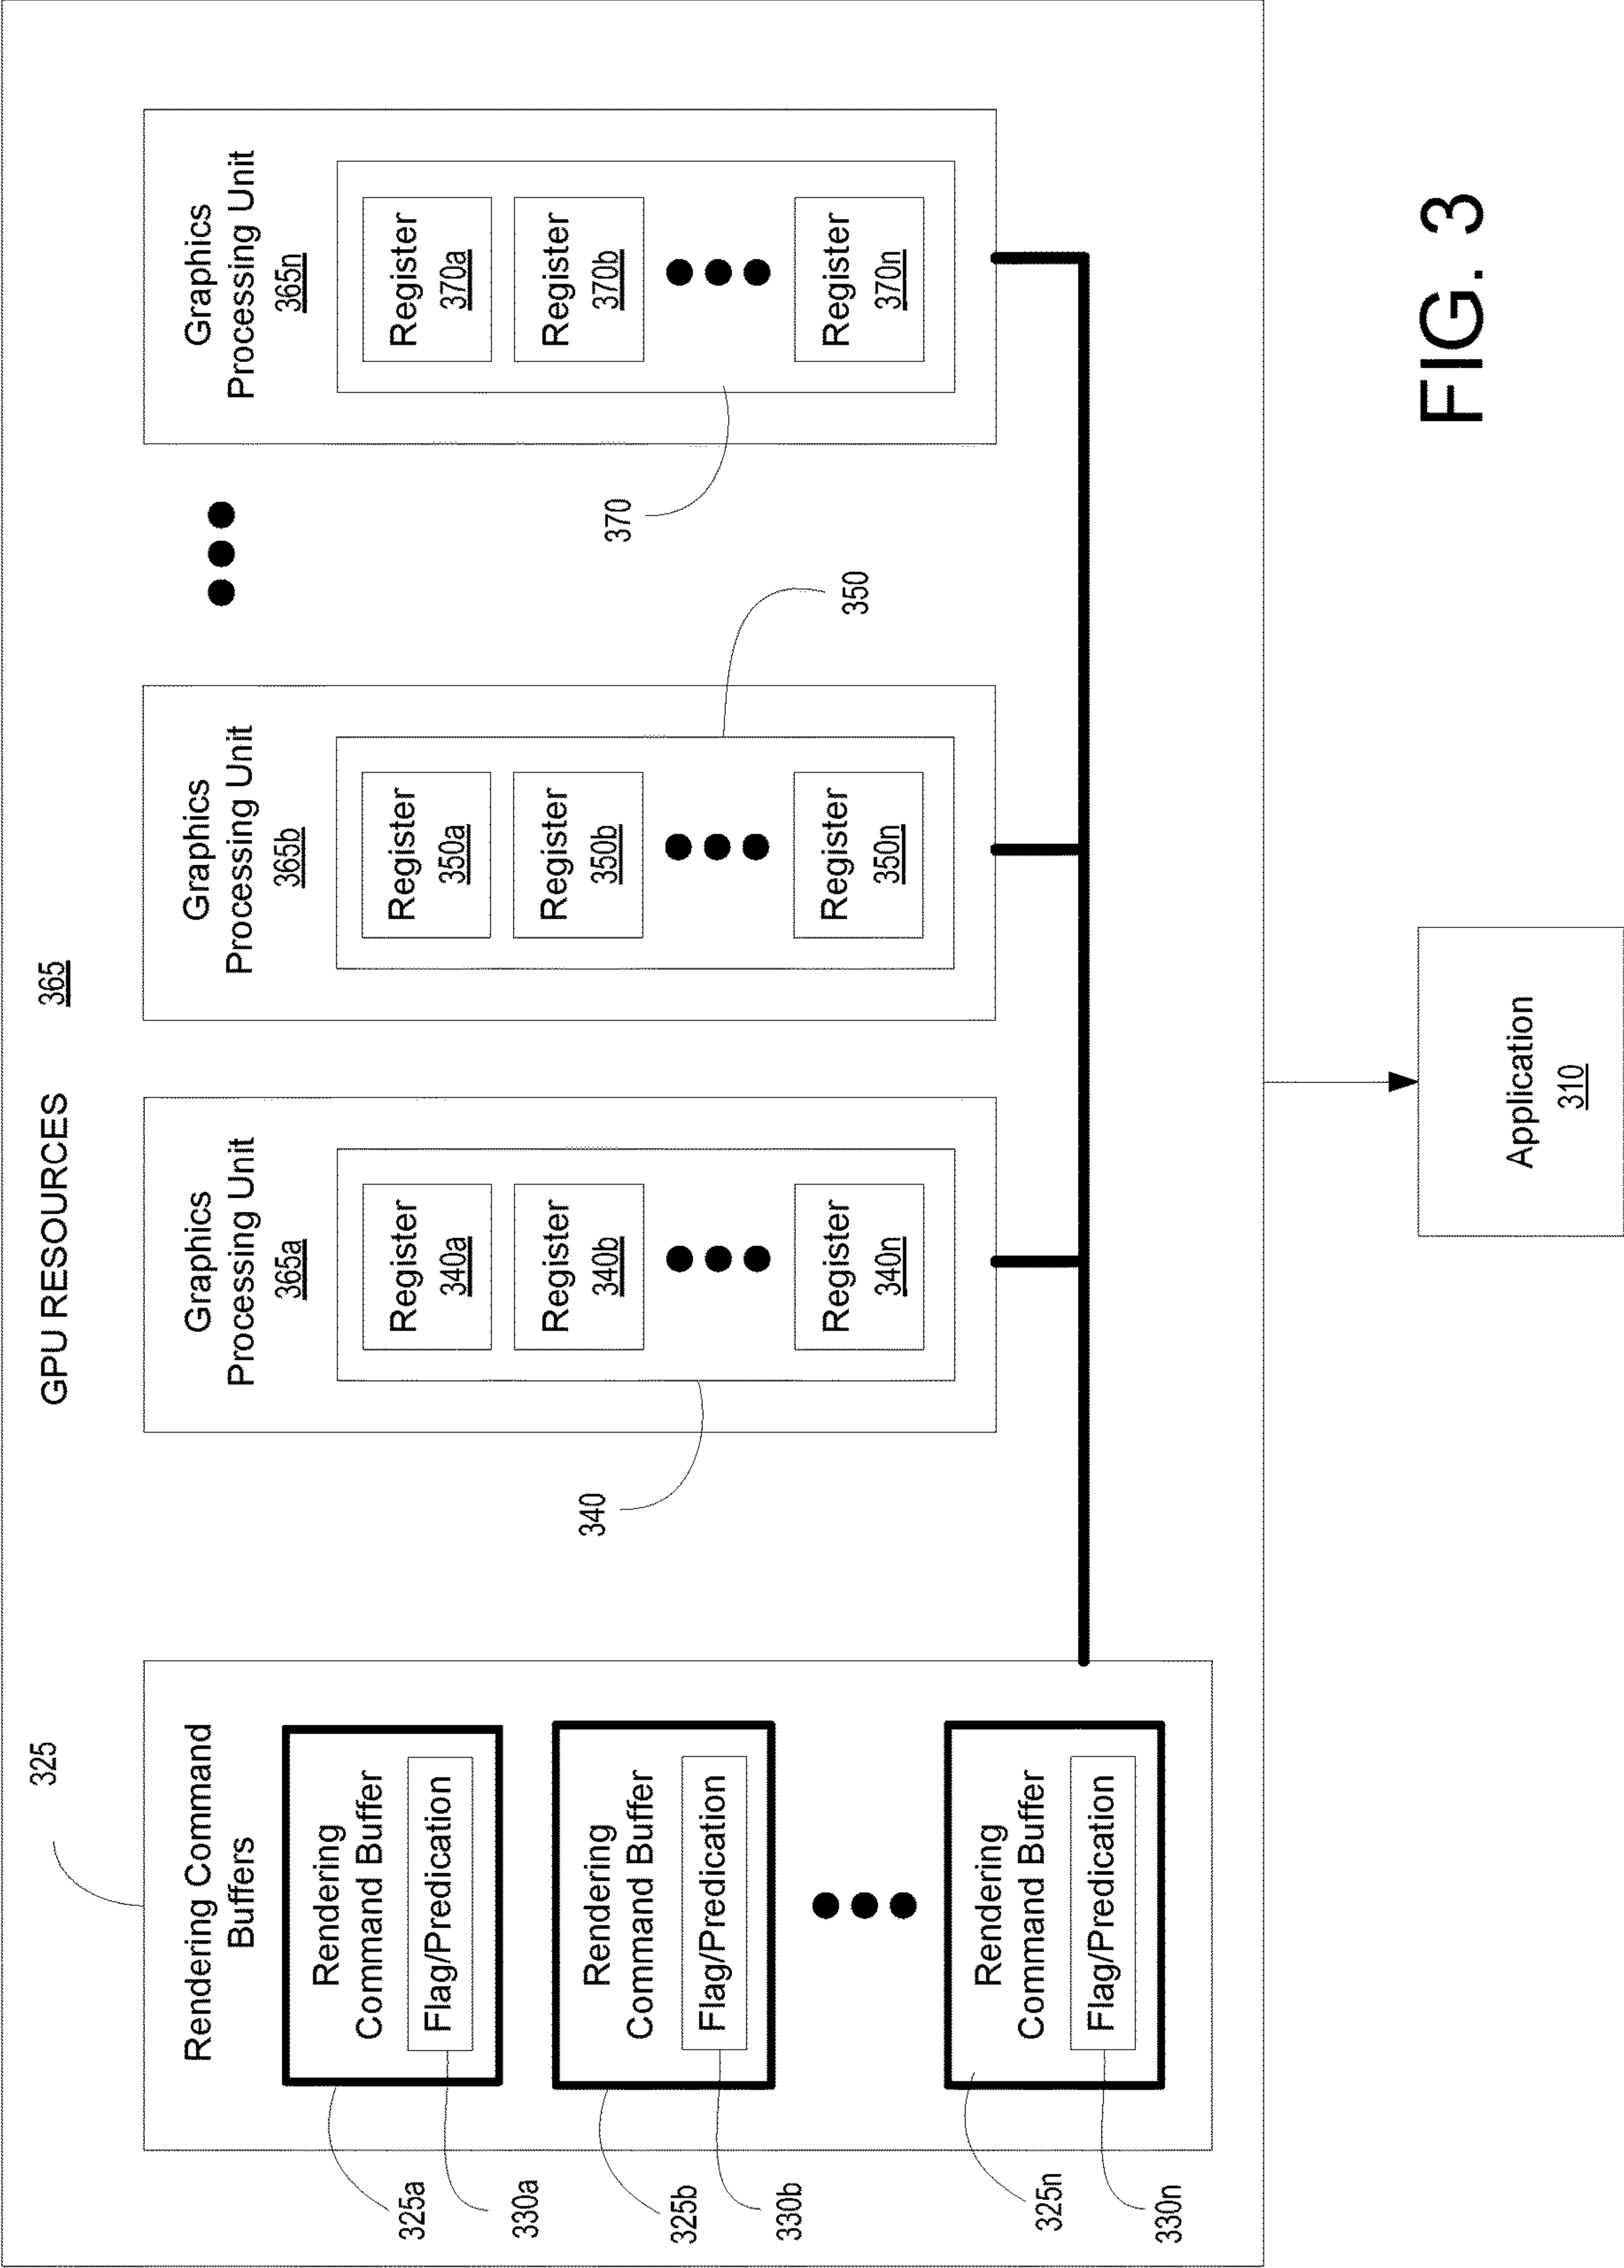 GPU RESOURCES 365
325
Rendering Command
Buffers
Rendering
Command Buffer
Flag/Predication
325a
330a
Rendering
Command Buffer
Flag/Predication
325b
330b
Rendering
Command Buffer
Flag/Predication
325n
330n
Graphics
Processing Unit
365a
Register
340a
Register
340b
Register
340n
340
Graphics
Processing Unit
365b
Register
350a
Register
350b
Register
350n
350
Graphics
Processing Unit
365n
Register
370a
Register
370b
Register
370n
370
Application
310
FIG. 3